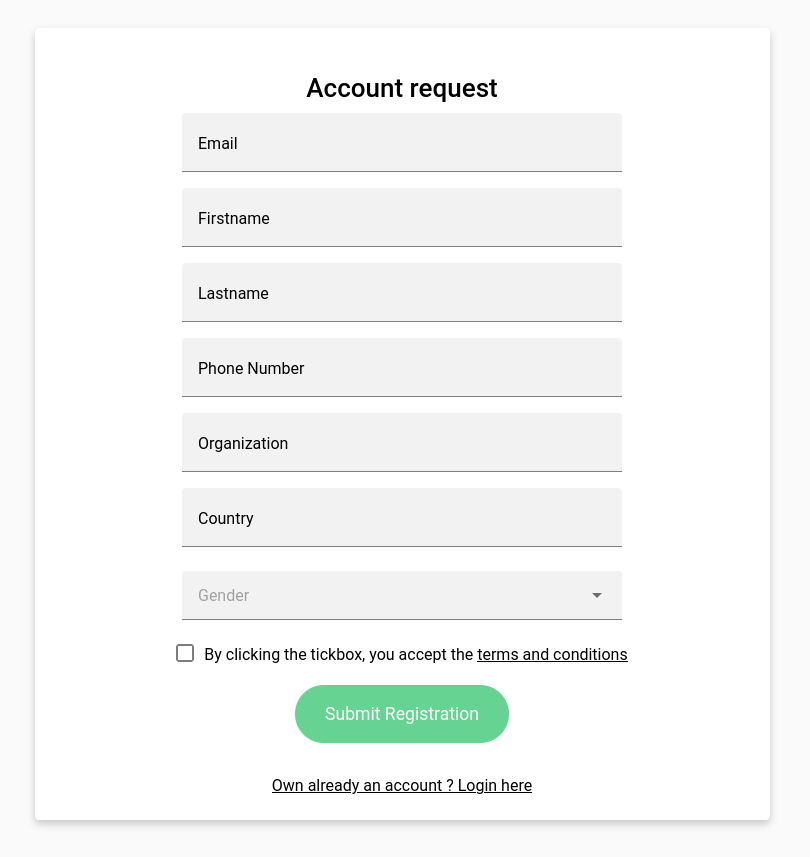 Account request
Email
Firstname
Lastname
Phone Number
Organization
Country
Gender
By clicking the tickbox, you accept the terms and conditions
Submit Registration
Own already an account ? Login here